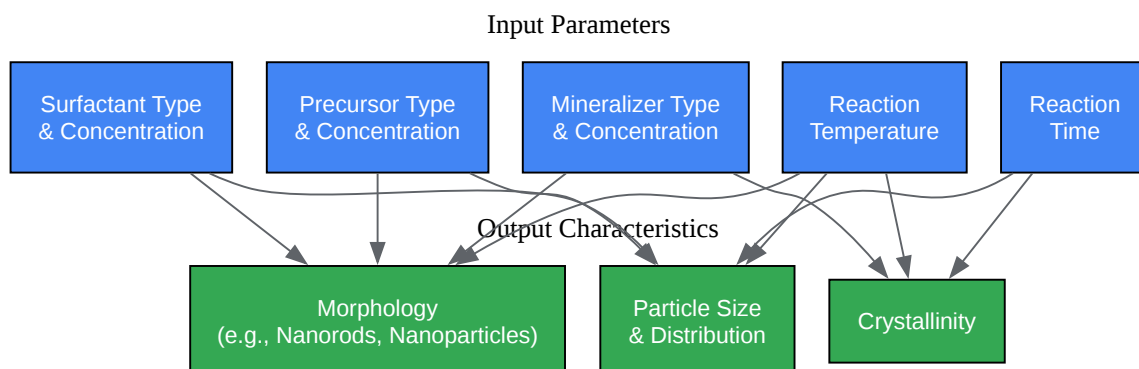 Input Parameters
Surfactant Type
& Concentration
Precursor Type
& Concentration
Mineralizer Type
& Concentration
Reaction
Temperature
Reaction
Time
Output Characteristics
Morphology
(e.g., Nanorods, Nanoparticles)
Particle Size
& Distribution
Crystallinity